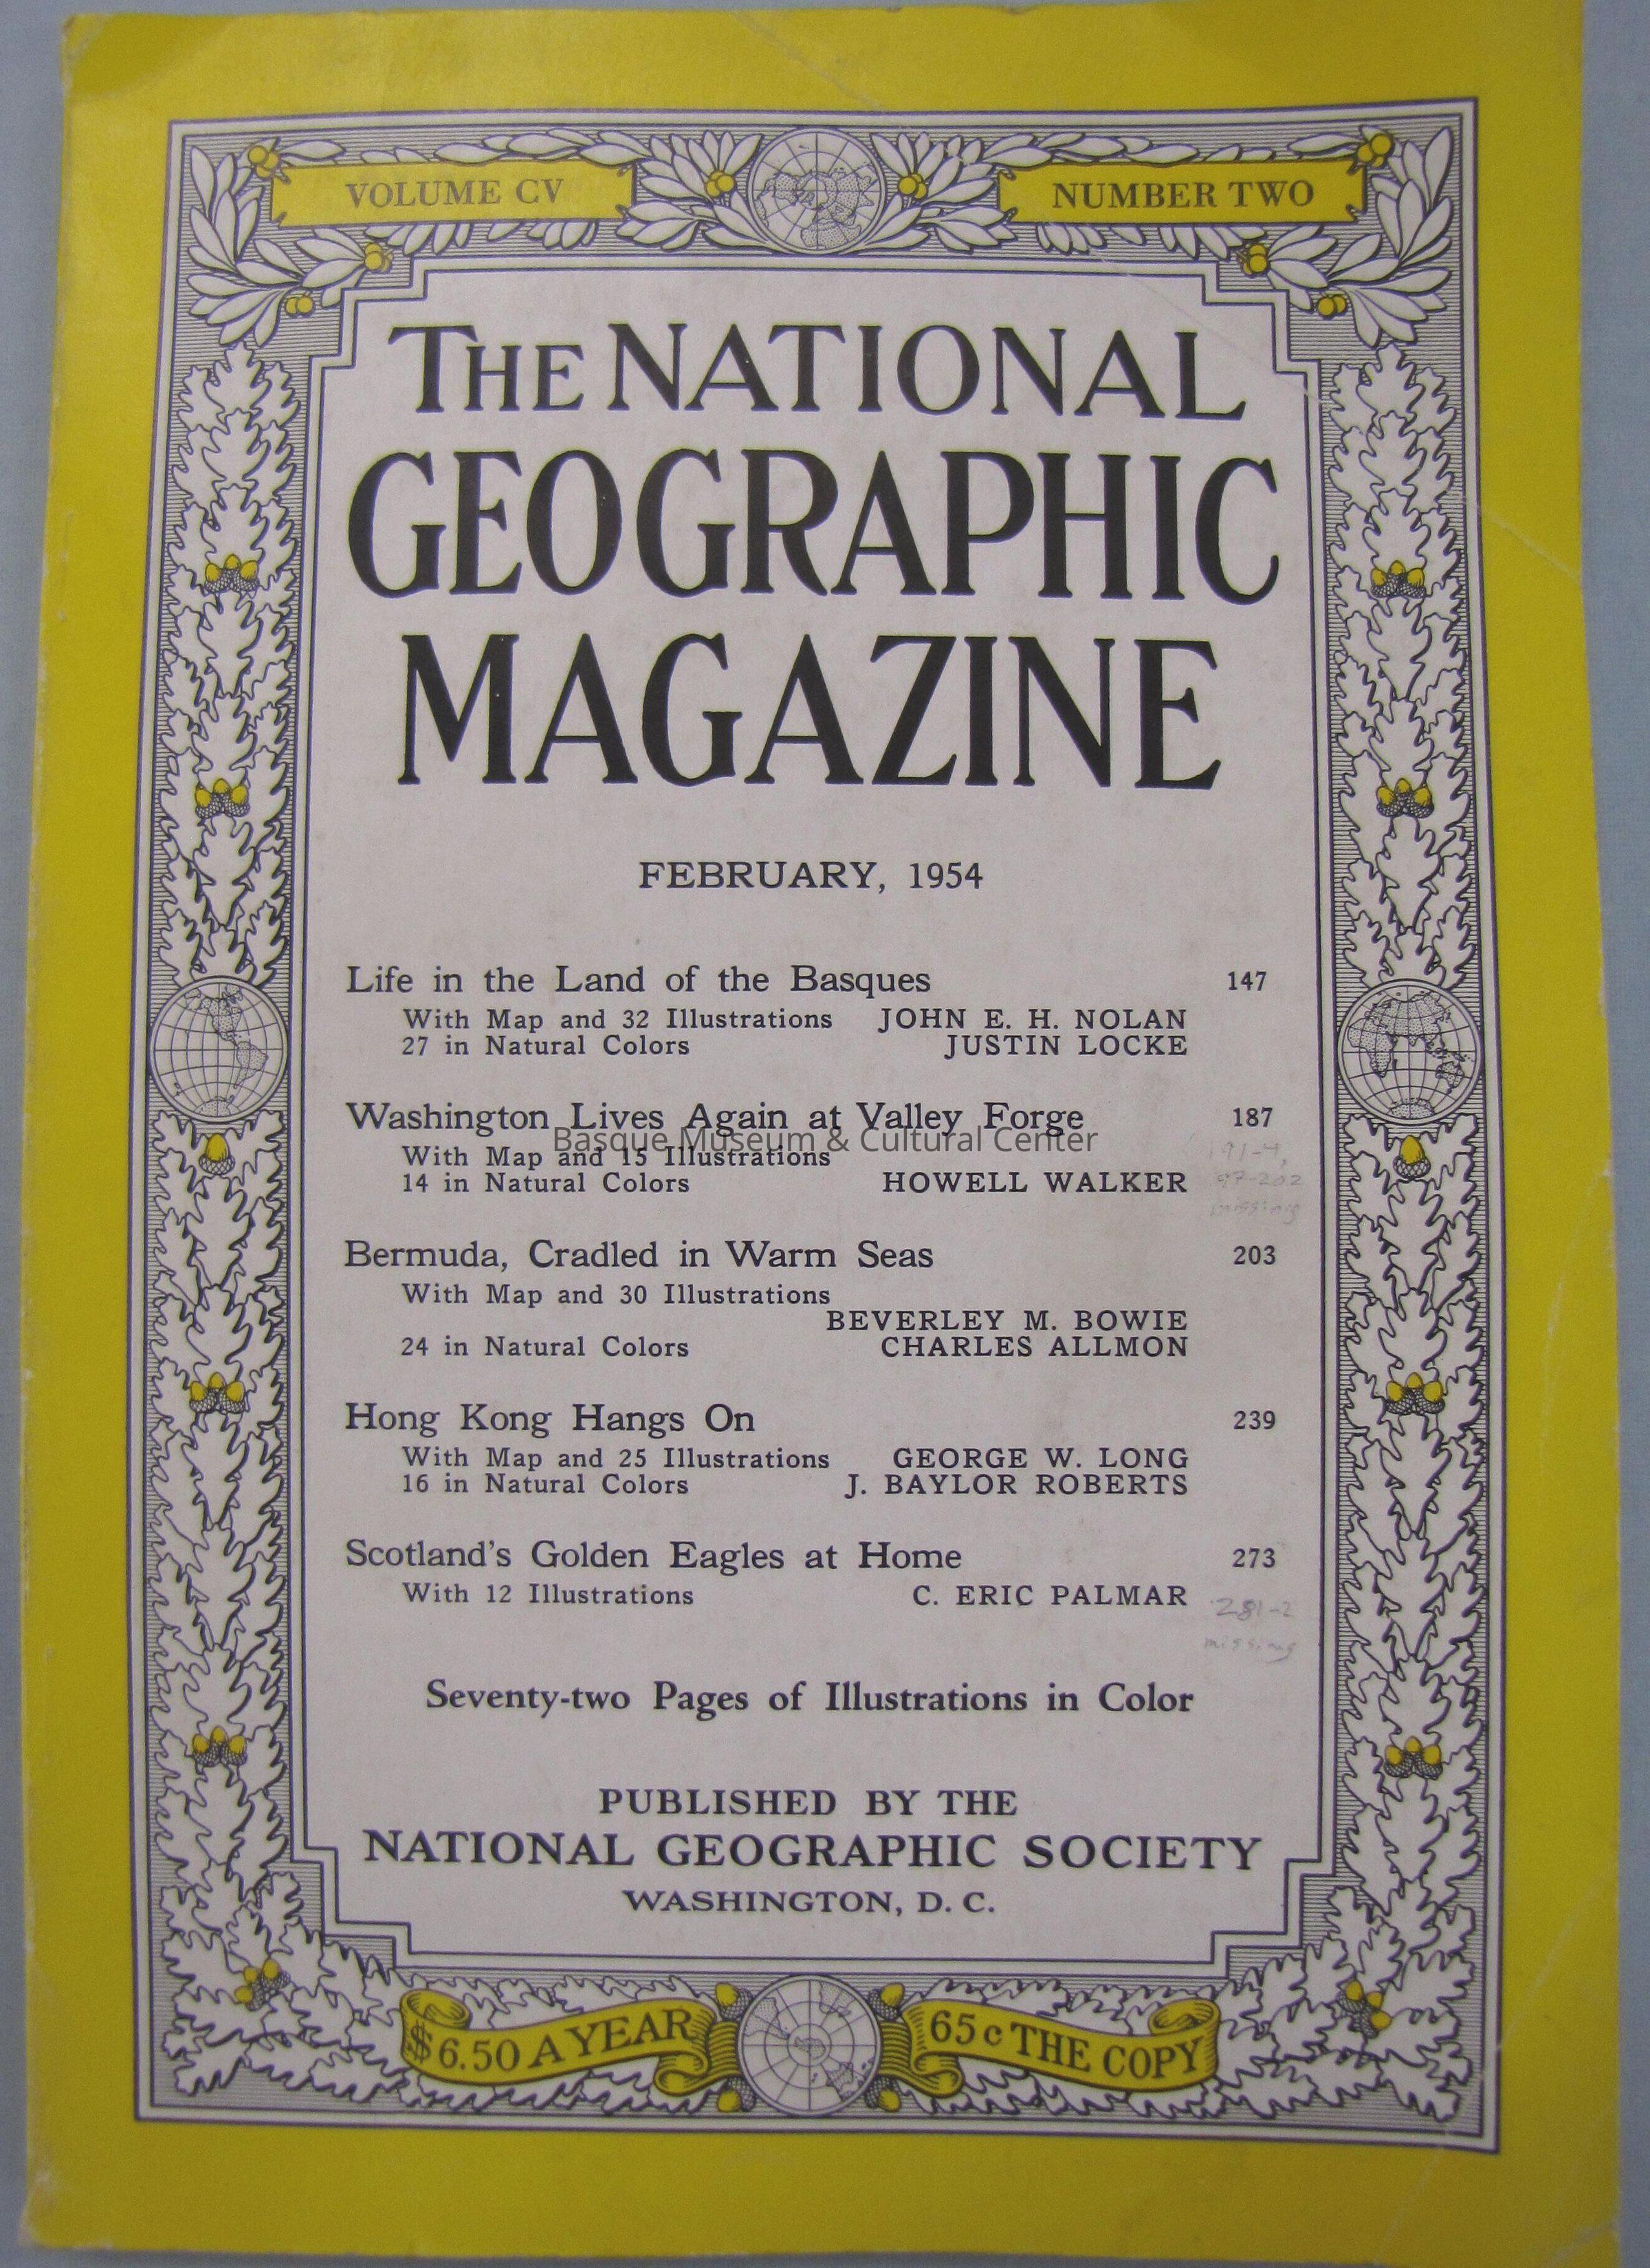 VOLUME CV
NUMBER TWO
THE NATIONAL
GEOGRAPHIC
MAGAZINE
FEBRUARY, 1954
Life in the Land of the Basques 147
With Map and 32 Illustrations JOHN E. H. NOLAN
27 in Natural Colors JUSTIN LOCKE
Washington Lives Again at Valley Forge 187
Basque Museum & Cultural Center
With Map and 15 Illustrations 191-4,
14 in Natural Colors HOWELL WALKER 97-202
missing
Bermuda, Cradled in Warm Seas 203
With Map and 30 Illustrations
BEVERLEY M. BOWIE
24 in Natural Colors CHARLES ALLMON
Hong Kong Hangs On 239
With Map and 25 Illustrations GEORGE W. LONG
16 in Natural Colors J. BAYLOR ROBERTS
Scotland's Golden Eagles at Home 273
With 12 Illustrations C. ERIC PALMAR 281-2
missing
Seventy-two Pages of Illustrations in Color
PUBLISHED BY THE
NATIONAL GEOGRAPHIC SOCIETY
WASHINGTON, D. C.
$6.50 A YEAR
65c THE COPY